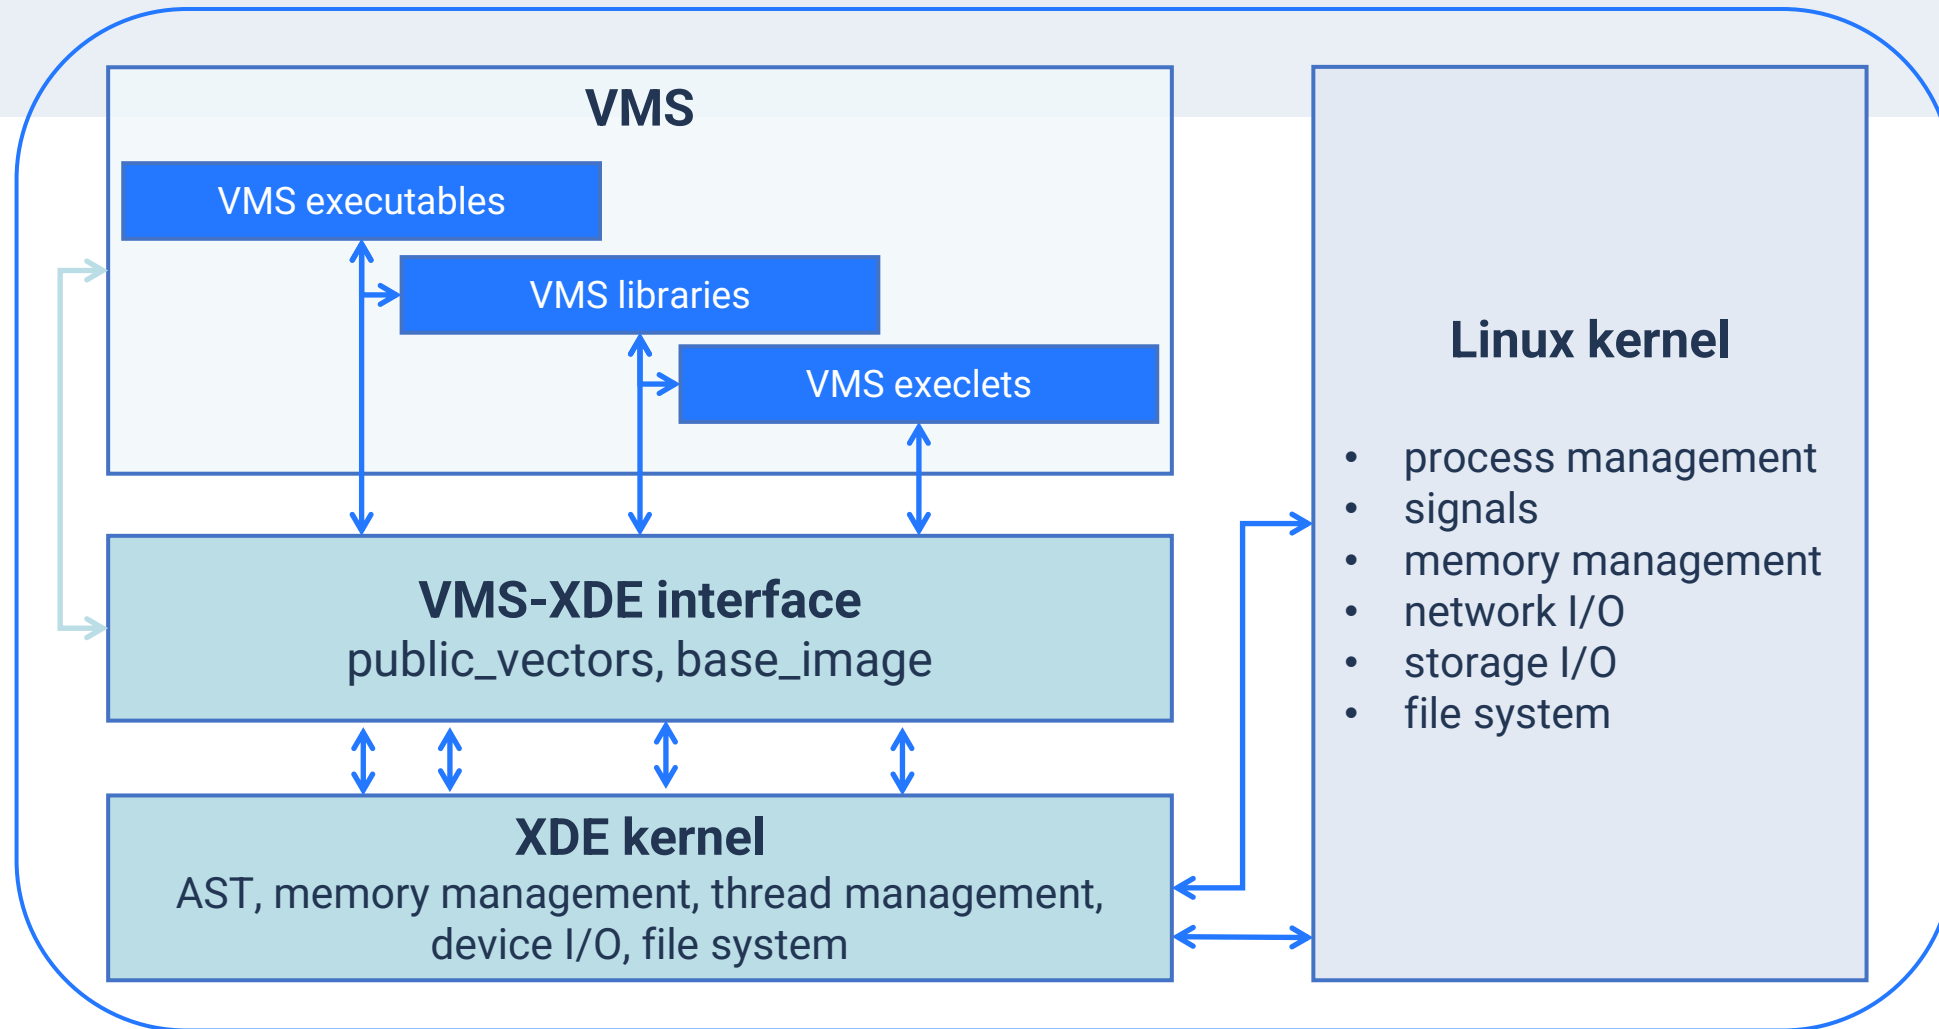 VMS
VMS executables
VMS libraries
VMS execlets
VMS-XDE interface
public_vectors, base_image
XDE kernel
AST, memory management, thread management,
device I/O, file system
Linux kernel
• process management
• signals
• memory management
• network I/O
• storage I/O
• file system